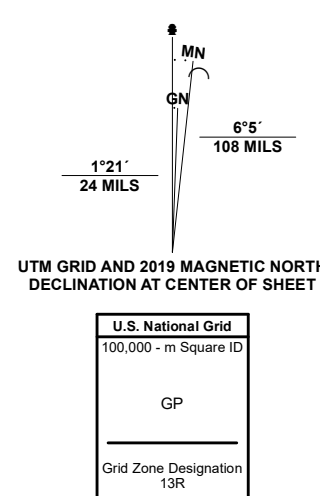 MN
GN
6°5´
108 MILS
1°21´
24 MILS
UTM GRID AND 2019 MAGNETIC NORTH
DECLINATION AT CENTER OF SHEET
U.S. National Grid
100,000 - m Square ID
GP
Grid Zone Designation
13R